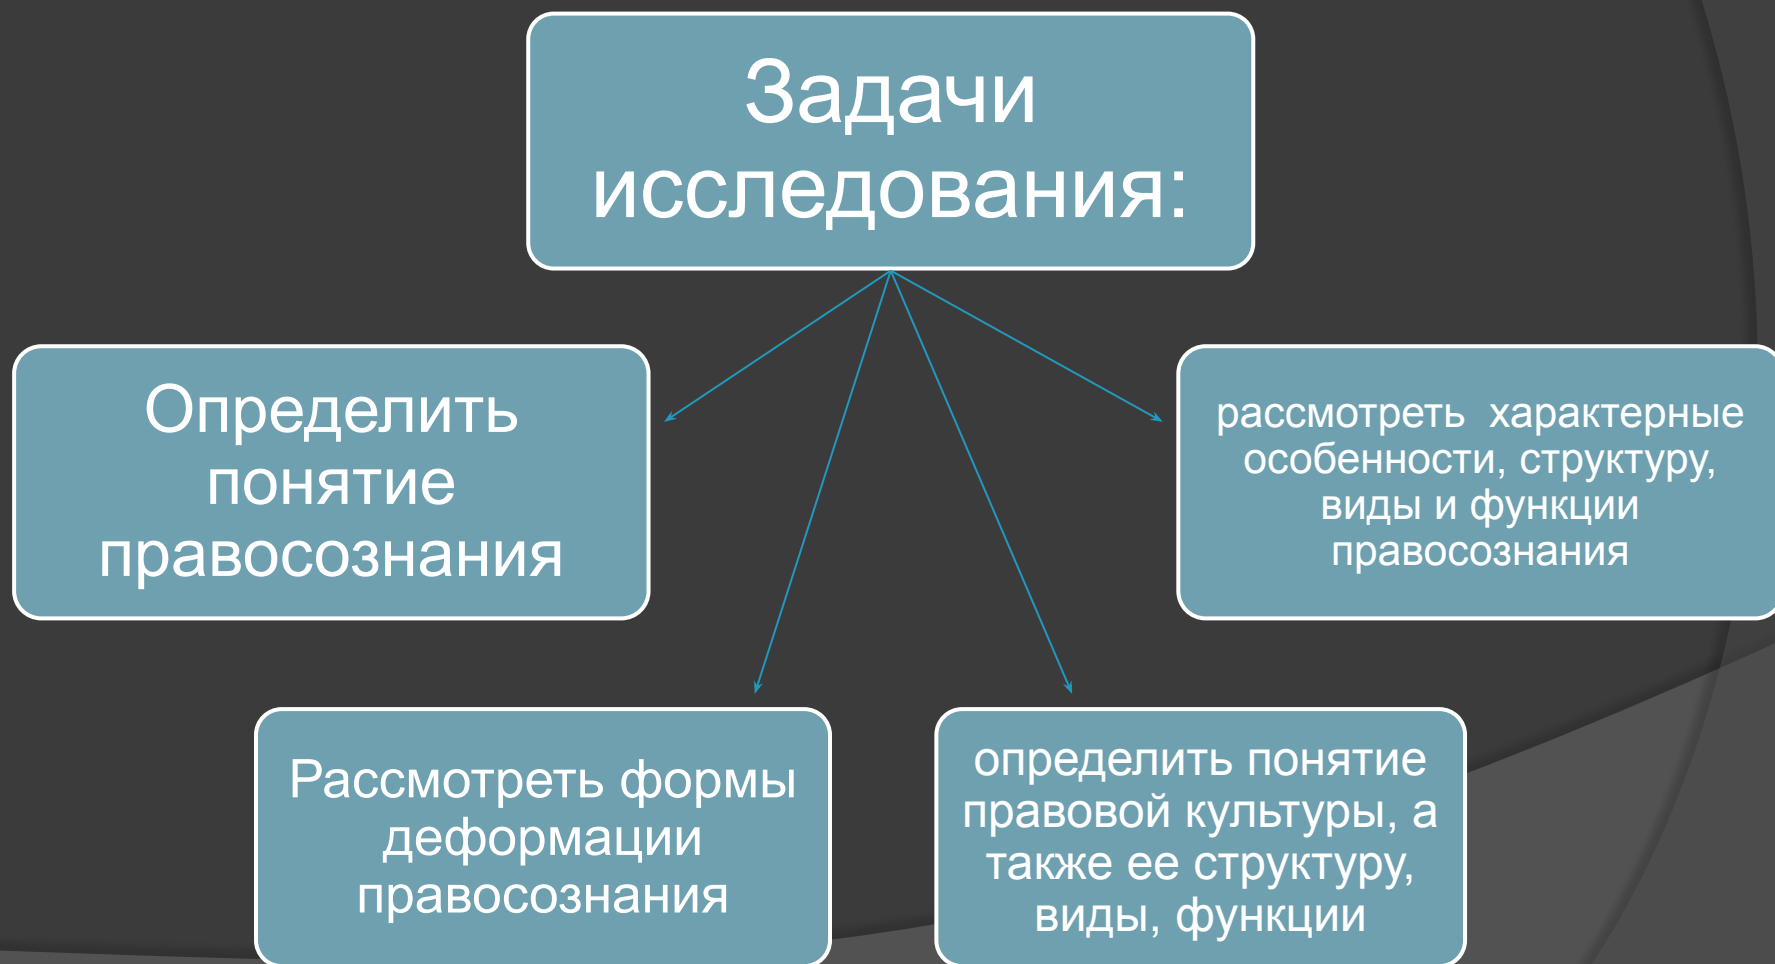 Задачи
исследования:
Определить
понятие
правосознания
рассмотреть  характерные
особенности, структуру,
виды и функции
правосознания
Рассмотреть формы
деформации
правосознания
определить понятие
правовой культуры, а
также ее структуру,
виды, функции